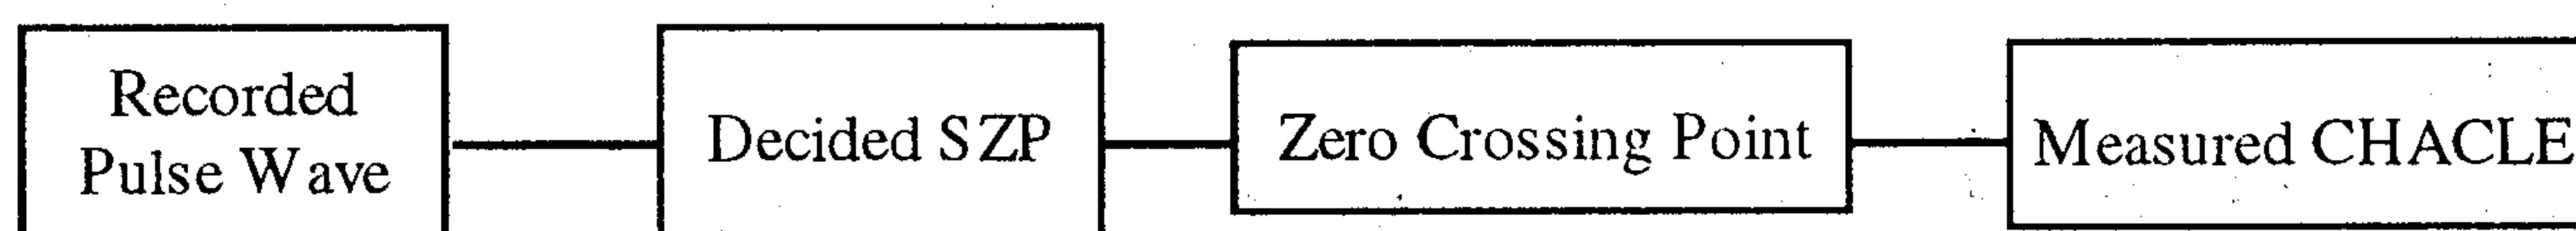 Recorded
Pulse Wave
Decided SZP
Zero Crossing Point
Measured CHACLE